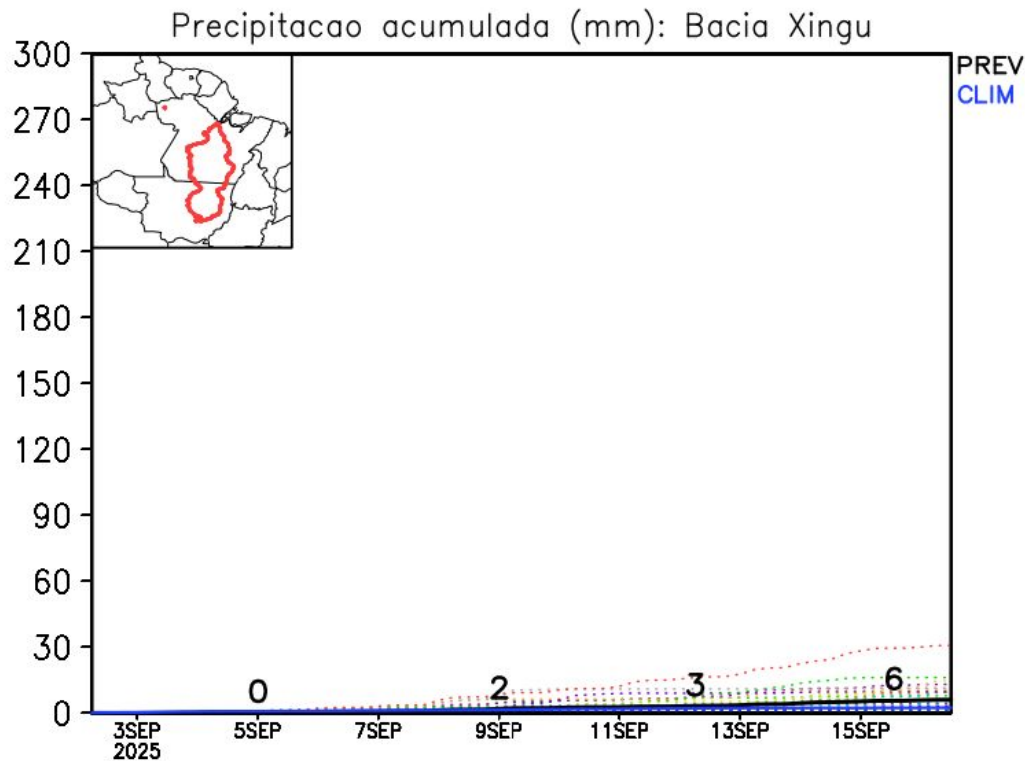 Precipitacao acumulada (mm): Bacia Xingu
PREV
CLIM
300
270
240
210
180
150
120
90
60
30
0
0
2
3
6
3SEP
2025
5SEP
7SEP
9SEP
11SEP
13SEP
15SEP